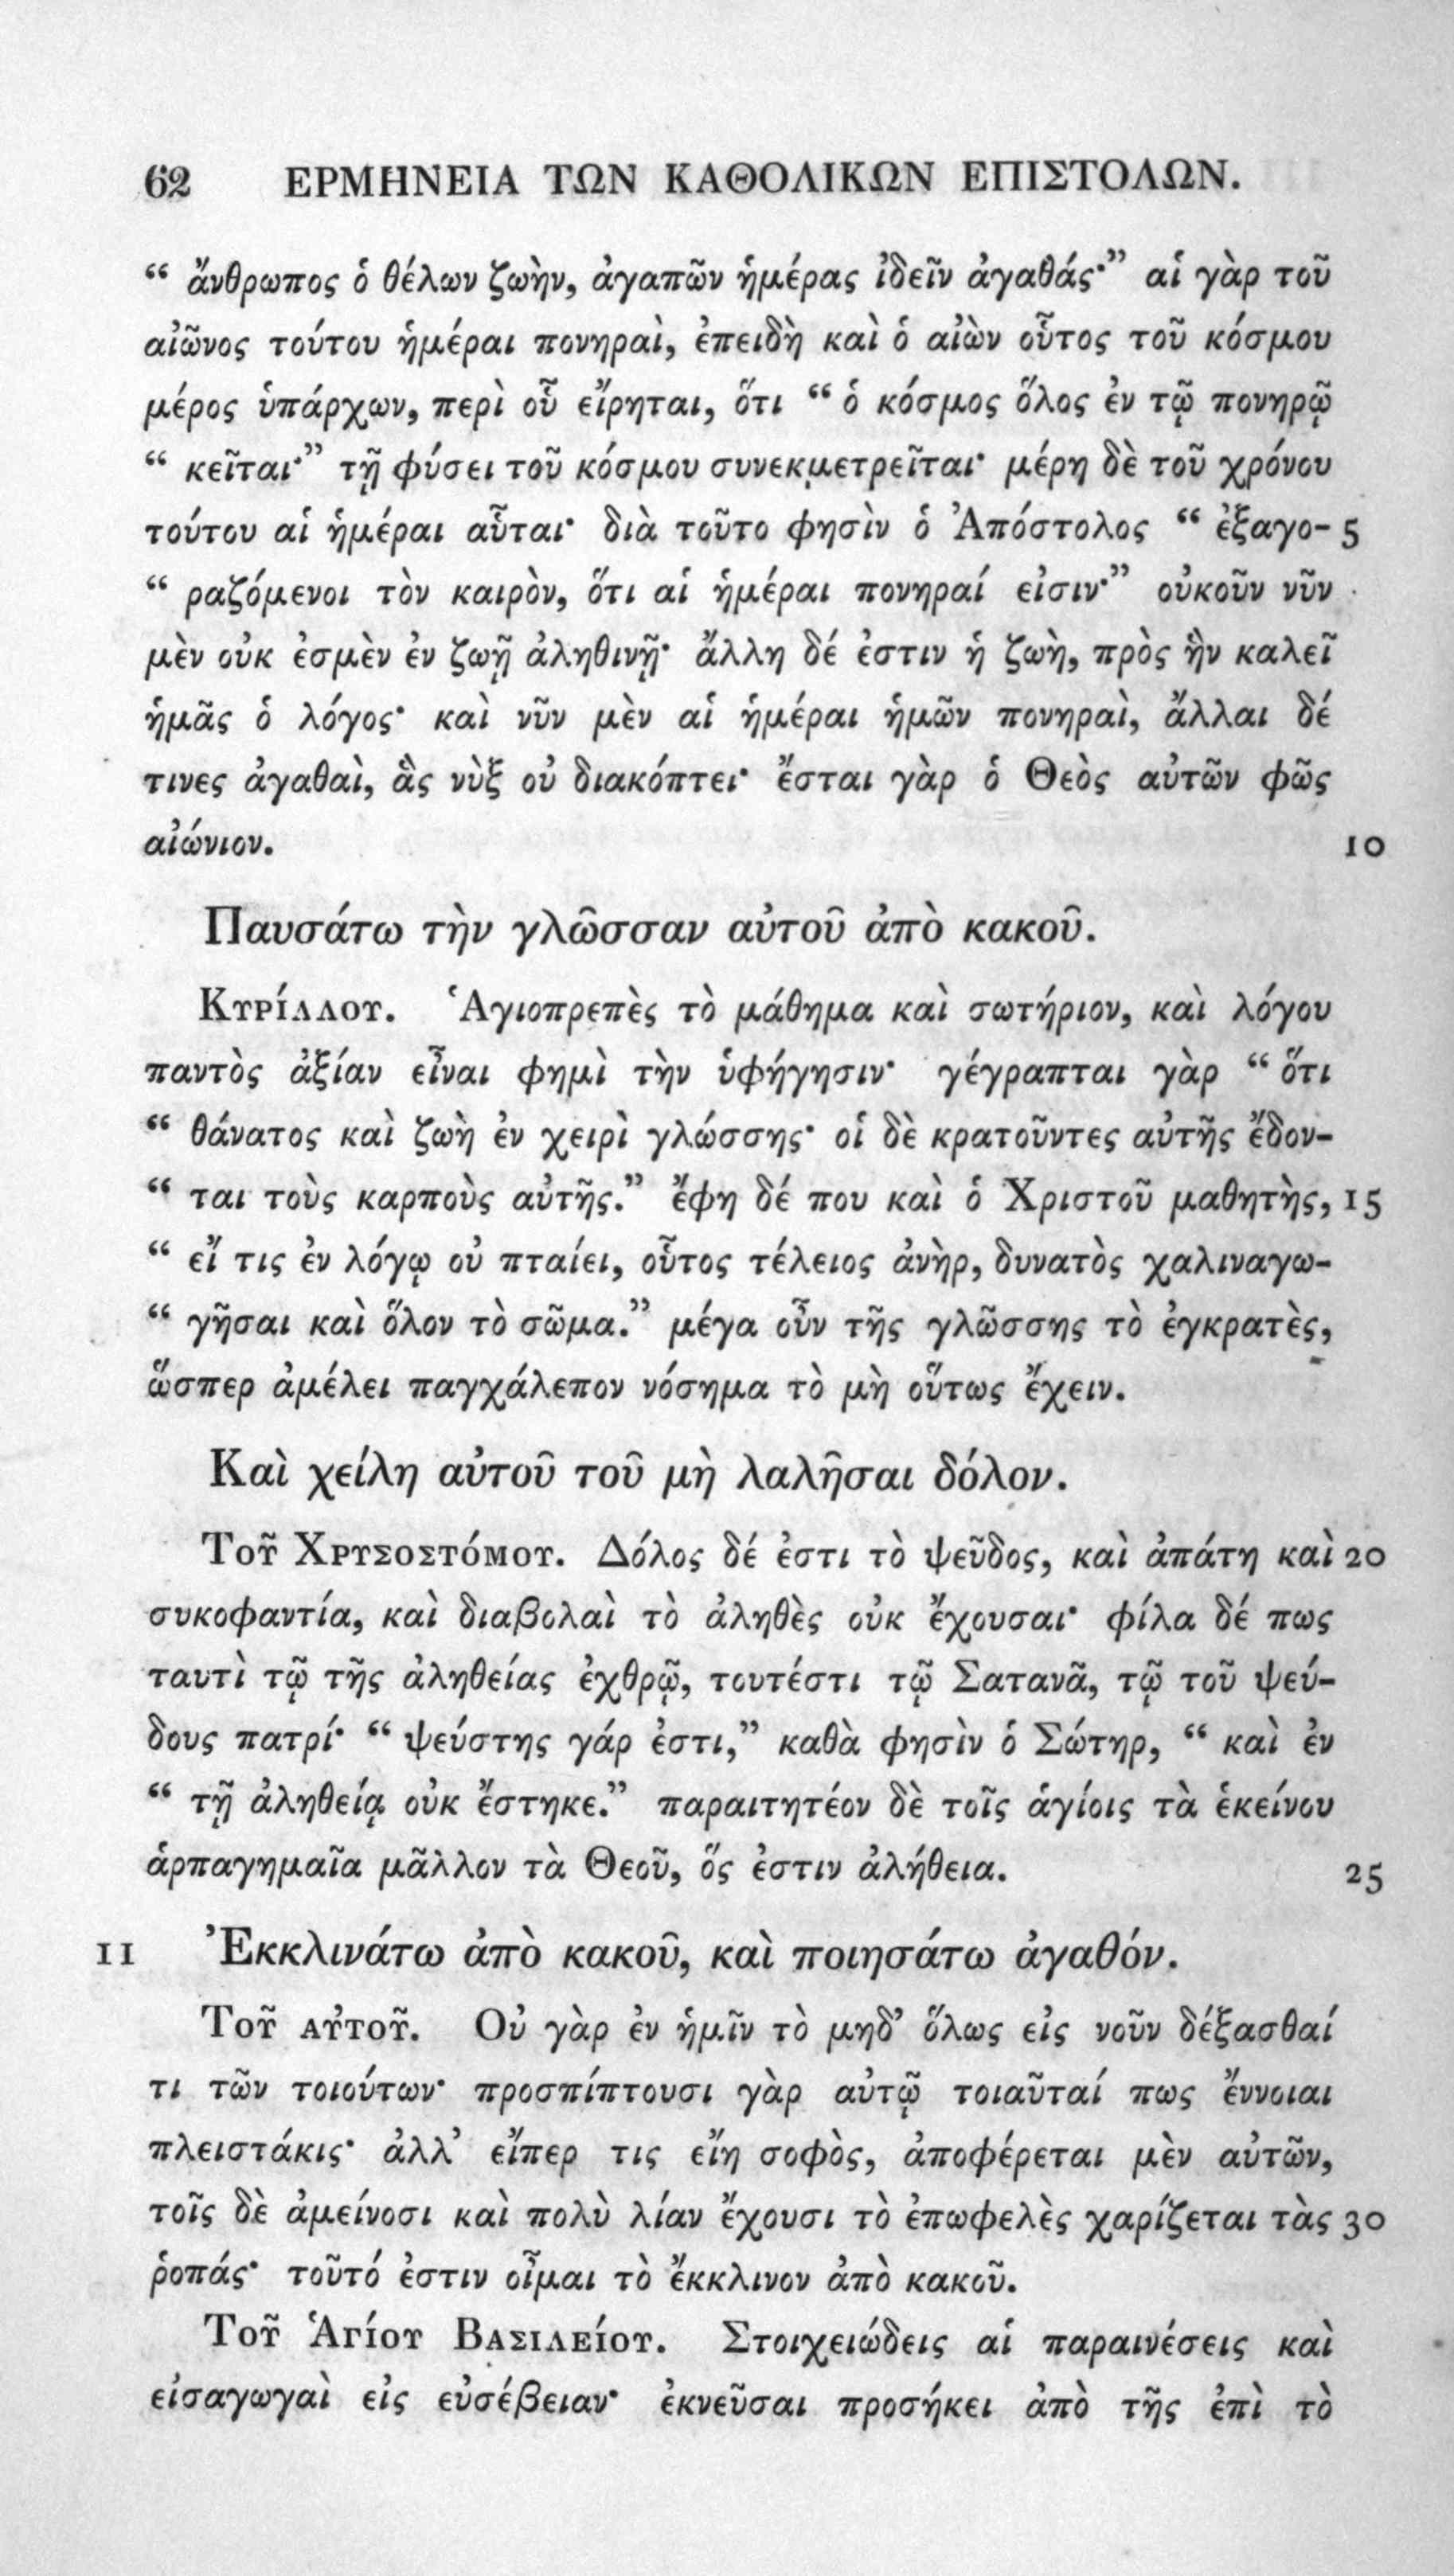 62 ΕΡΜΗΝΕΙΑ ΤΩΝ ΚΑΘΟΛΙΚΩΝ ΕΠΙΣΤΟΛΩΝ.
“ ἄνθρωπος ὁ θέλων ζωὴν, ἀγαπῶν ἡμέρας ἰδεῖν ἀγαθάς·” αἱ γὰρ τοῦ
αἰῶνος τούτου ἡμέραι πονηραὶ, ἐπειδὴ καὶ ὁ αἰὼν οὗτος τοῦ κόσμου
μέρος ὑπάρχων, περὶ οὗ εἴρηται, ὅτι “ ὁ κόσμος ὅλος ἐν τῷ πονηρῷ
“ κεῖται·” τῇ φύσει τοῦ κόσμου συνεκμετρεῖται· μέρη δὲ τοῦ χρόνου
τούτου αἱ ἡμέραι αὗται· διὰ τοῦτο φησὶν ὁ Ἀπόστολος “ ἐξαγο- 5
“ ραζόμενοι τὸν καιρὸν, ὅτι αἱ ἡμέραι πονηραί εἰσιν·” οὐκοῦν νῦν
μὲν οὐκ ἐσμὲν ἐν ζωῇ ἀληθινῇ· ἄλλη δέ ἐστιν ἡ ζωὴ, πρὸς ἣν καλεῖ
ἡμᾶς ὁ λόγος· καὶ νῦν μὲν αἱ ἡμέραι ἡμῶν πονηραὶ, ἄλλαι δέ
τινες ἀγαθαὶ, ἃς νὺξ οὐ διακόπτει· ἔσται γὰρ ὁ Θεὸς αὐτῶν φῶς
αἰώνιον. 10
Παυσάτω τὴν γλῶσσαν αὐτοῦ ἀπὸ κακοῦ.
Κυρίλλου. Ἁγιοπρεπὲς τὸ μάθημα καὶ σωτήριον, καὶ λόγου
παντὸς ἀξίαν εἶναι φημὶ τὴν ὑφήγησιν· γέγραπται γὰρ “ ὅτι
“ θάνατος καὶ ζωὴ ἐν χειρὶ γλώσσης· οἱ δὲ κρατοῦντες αὐτῆς ἔδον-
“ ται τοὺς καρποὺς αὐτῆς.” ἔφη δέ που καὶ ὁ Χριστοῦ μαθητὴς, 15
“ εἴ τις ἐν λόγῳ οὐ πταίει, οὗτος τέλειος ἀνὴρ, δυνατὸς χαλιναγω-
“ γῆσαι καὶ ὅλον τὸ σῶμα.” μέγα οὖν τῆς γλῶσσης τὸ ἐγκρατὲς,
ὥσπερ ἀμέλει παγχάλεπον νόσημα τὸ μὴ οὕτως ἔχειν.
Καὶ χείλη αὐτοῦ τοῦ μὴ λαλῆσαι δόλον.
Τοῦ Χρυσοστόμου. Δόλος δέ ἐστι τὸ ψεῦδος, καὶ ἀπάτη καὶ 20
συκοφαντία, καὶ διαβολαὶ τὸ ἀληθὲς οὐκ ἔχουσαι· φίλα δέ πως
ταυτὶ τῷ τῆς ἀληθείας ἐχθρῷ, τουτέστι τῷ Σατανᾶ, τῷ τοῦ ψεύ-
δους πατρί· “ ψεύστης γάρ ἐστι,” καθὰ φησὶν ὁ Σώτηρ, “ καὶ ἐν
“ τῇ ἀληθείᾳ οὐκ ἔστηκε.” παραιτητέον δὲ τοῖς ἁγίοις τὰ ἑκείνου
ἁρπαγημαῖα μᾶλλον τὰ Θεοῦ, ὅς ἐστιν ἀλήθεια. 25
11 Ἐκκλινάτω ἀπὸ κακοῦ, καὶ ποιησάτω ἀγαθόν.
Τοῦ αὐτοῦ. Οὐ γὰρ ἐν ἡμῖν τὸ μηδ’ ὅλως εἰς νοῦν δέξασθαί
τι τῶν τοιούτων· προσπίπτουσι γὰρ αὐτῷ τοιαῦταί πως ἔννοιαι
πλειστάκις· ἀλλ’ εἴπερ τις εἴη σοφὸς, ἀποφέρεται μὲν αὐτῶν,
τοῖς δὲ ἀμείνοσι καὶ πολὺ λίαν ἔχουσι τὸ ἐπωφελὲς χαρίζεται τὰς 30
ῥοπάς· τοῦτό ἐστιν οἶμαι τὸ ἔκκλινον ἀπὸ κακοῦ.
Τοῦ Ἁγίου Βασιλείου. Στοιχειώδεις αἱ παραινέσεις καὶ
εἰσαγωγαὶ εἰς εὐσέβειαν· ἐκνεῦσαι προσήκει ἀπὸ τῆς ἐπὶ τὸ